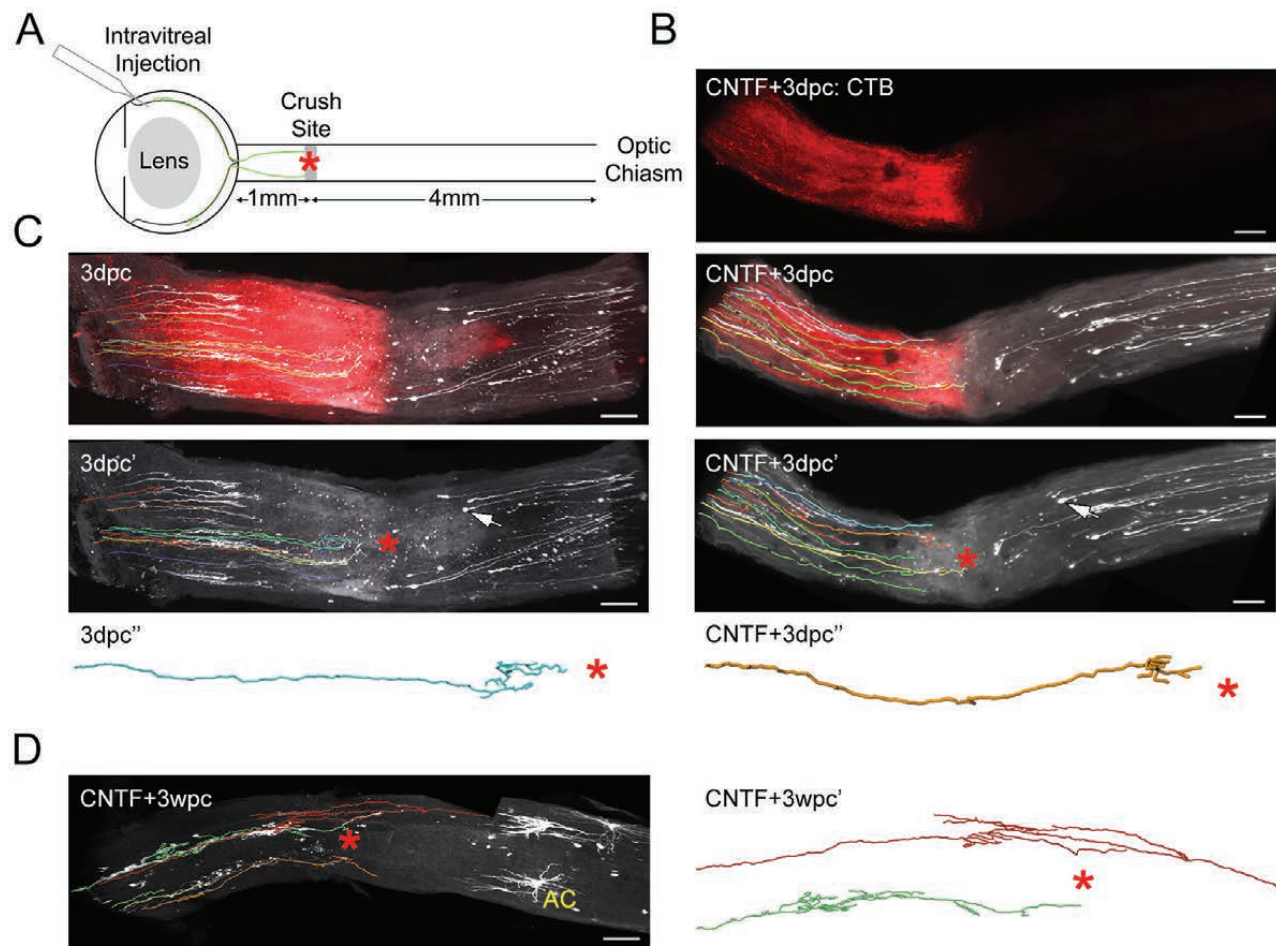 A
Intravitreal
Injection
Crush
Site
*
Lens
Optic
Chiasm
1mm
4mm
B
CNTF+3dpc: CTB
CNTF+3dpc
CNTF+3dpc'
*
CNTF+3dpc''
*
C
3dpc
3dpc'
*
3dpc''
*
D
CNTF+3wpc
*
AC
CNTF+3wpc'
*